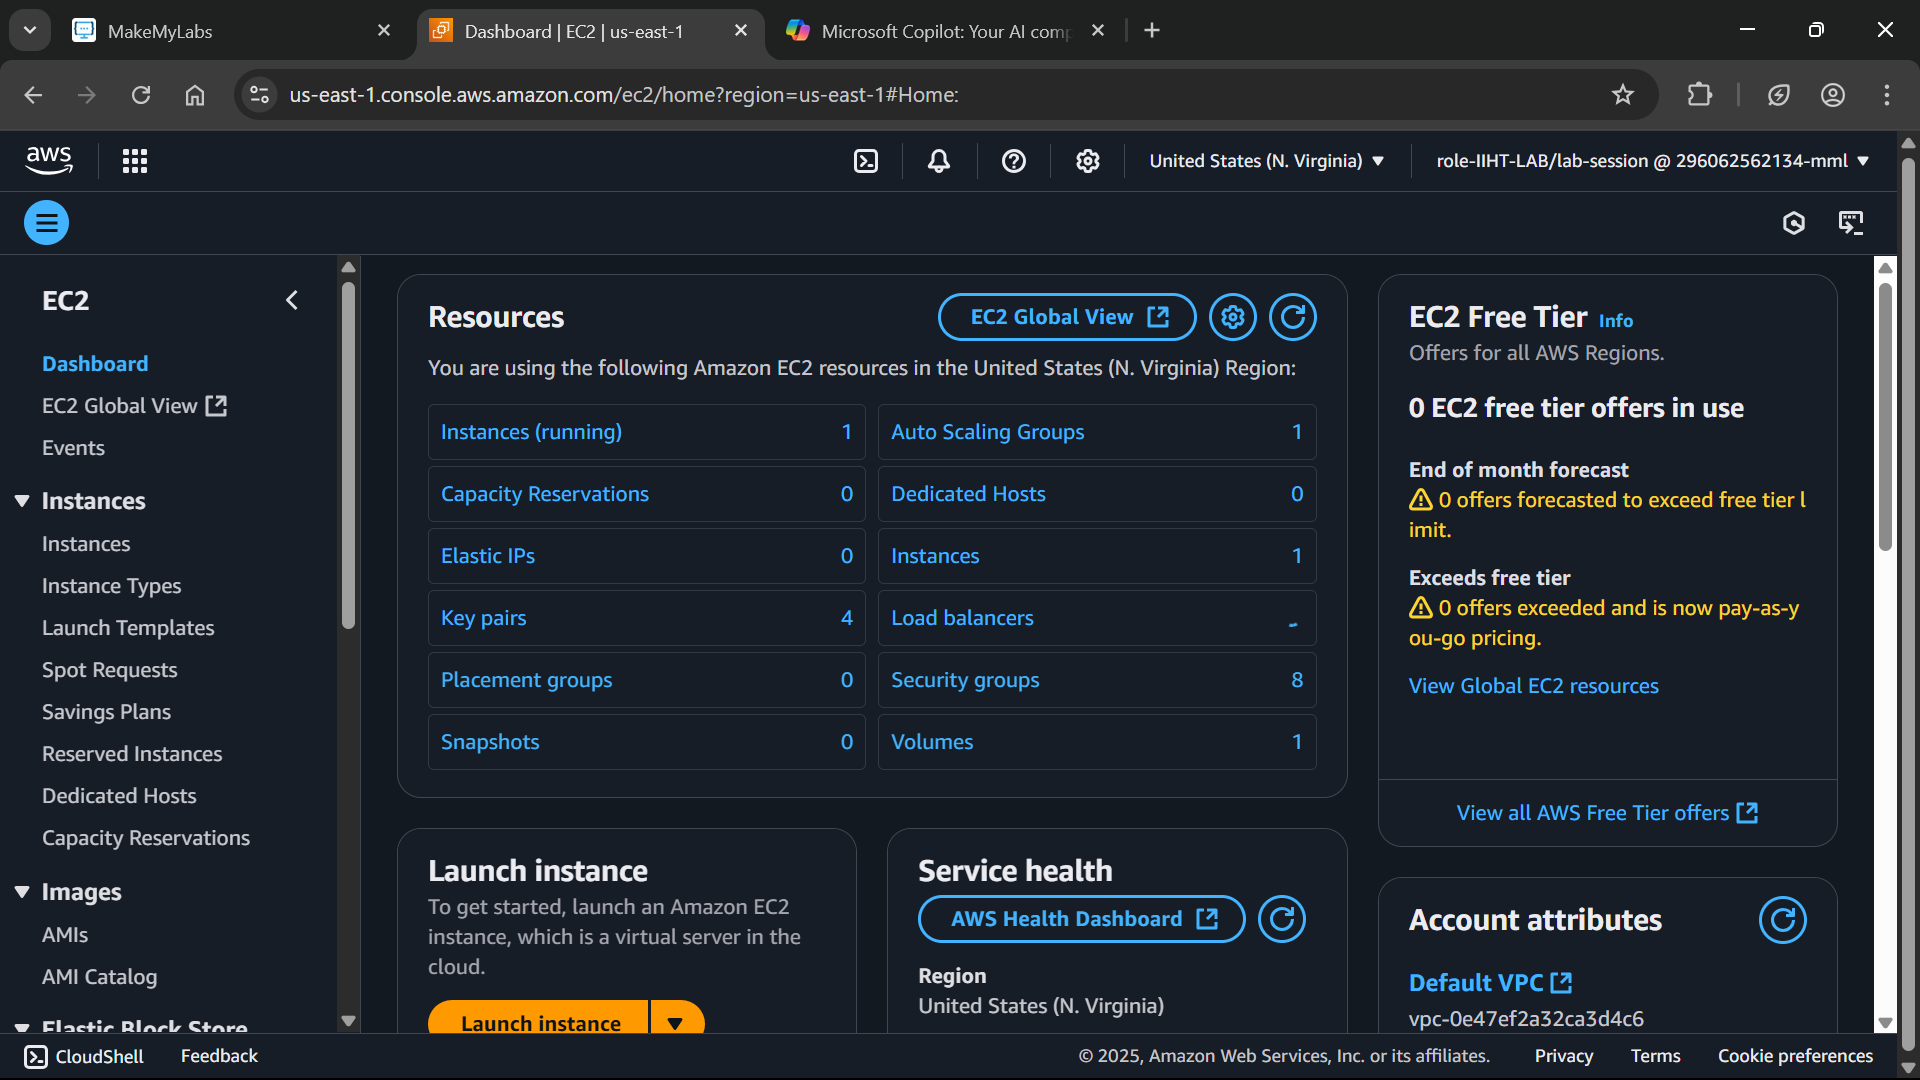 MakeMyLabs
Dashboard | EC2 | us-east-1
Microsoft Copilot: Your AI comp
us-east-1.console.aws.amazon.com/ec2/home?region=us-east-1#Home:
aws
United States (N. Virginia)
role-IIHT-LAB/lab-session @ 296062562134-mml
EC2
Dashboard
EC2 Global View
Events
Instances
Instances
Instance Types
Launch Templates
Spot Requests
Savings Plans
Reserved Instances
Dedicated Hosts
Capacity Reservations
Images
AMIs
AMI Catalog
Elastic Block Store
Resources
EC2 Global View
You are using the following Amazon EC2 resources in the United States (N. Virginia) Region:
Instances (running) 1
Auto Scaling Groups 1
Capacity Reservations 0
Dedicated Hosts 0
Elastic IPs 0
Instances 1
Key pairs 4
Load balancers
Placement groups 0
Security groups 8
Snapshots 0
Volumes 1
Launch instance
To get started, launch an Amazon EC2
instance, which is a virtual server in the
cloud.
Launch instance
Service health
AWS Health Dashboard
Region
United States (N. Virginia)
EC2 Free Tier Info
Offers for all AWS Regions.
0 EC2 free tier offers in use
End of month forecast
0 offers forecasted to exceed free tier l
imit.
Exceeds free tier
0 offers exceeded and is now pay-as-y
ou-go pricing.
View Global EC2 resources
View all AWS Free Tier offers
Account attributes
Default VPC
vpc-0e47ef2a32ca3d4c6
CloudShell
Feedback
© 2025, Amazon Web Services, Inc. or its affiliates.
Privacy
Terms
Cookie preferences